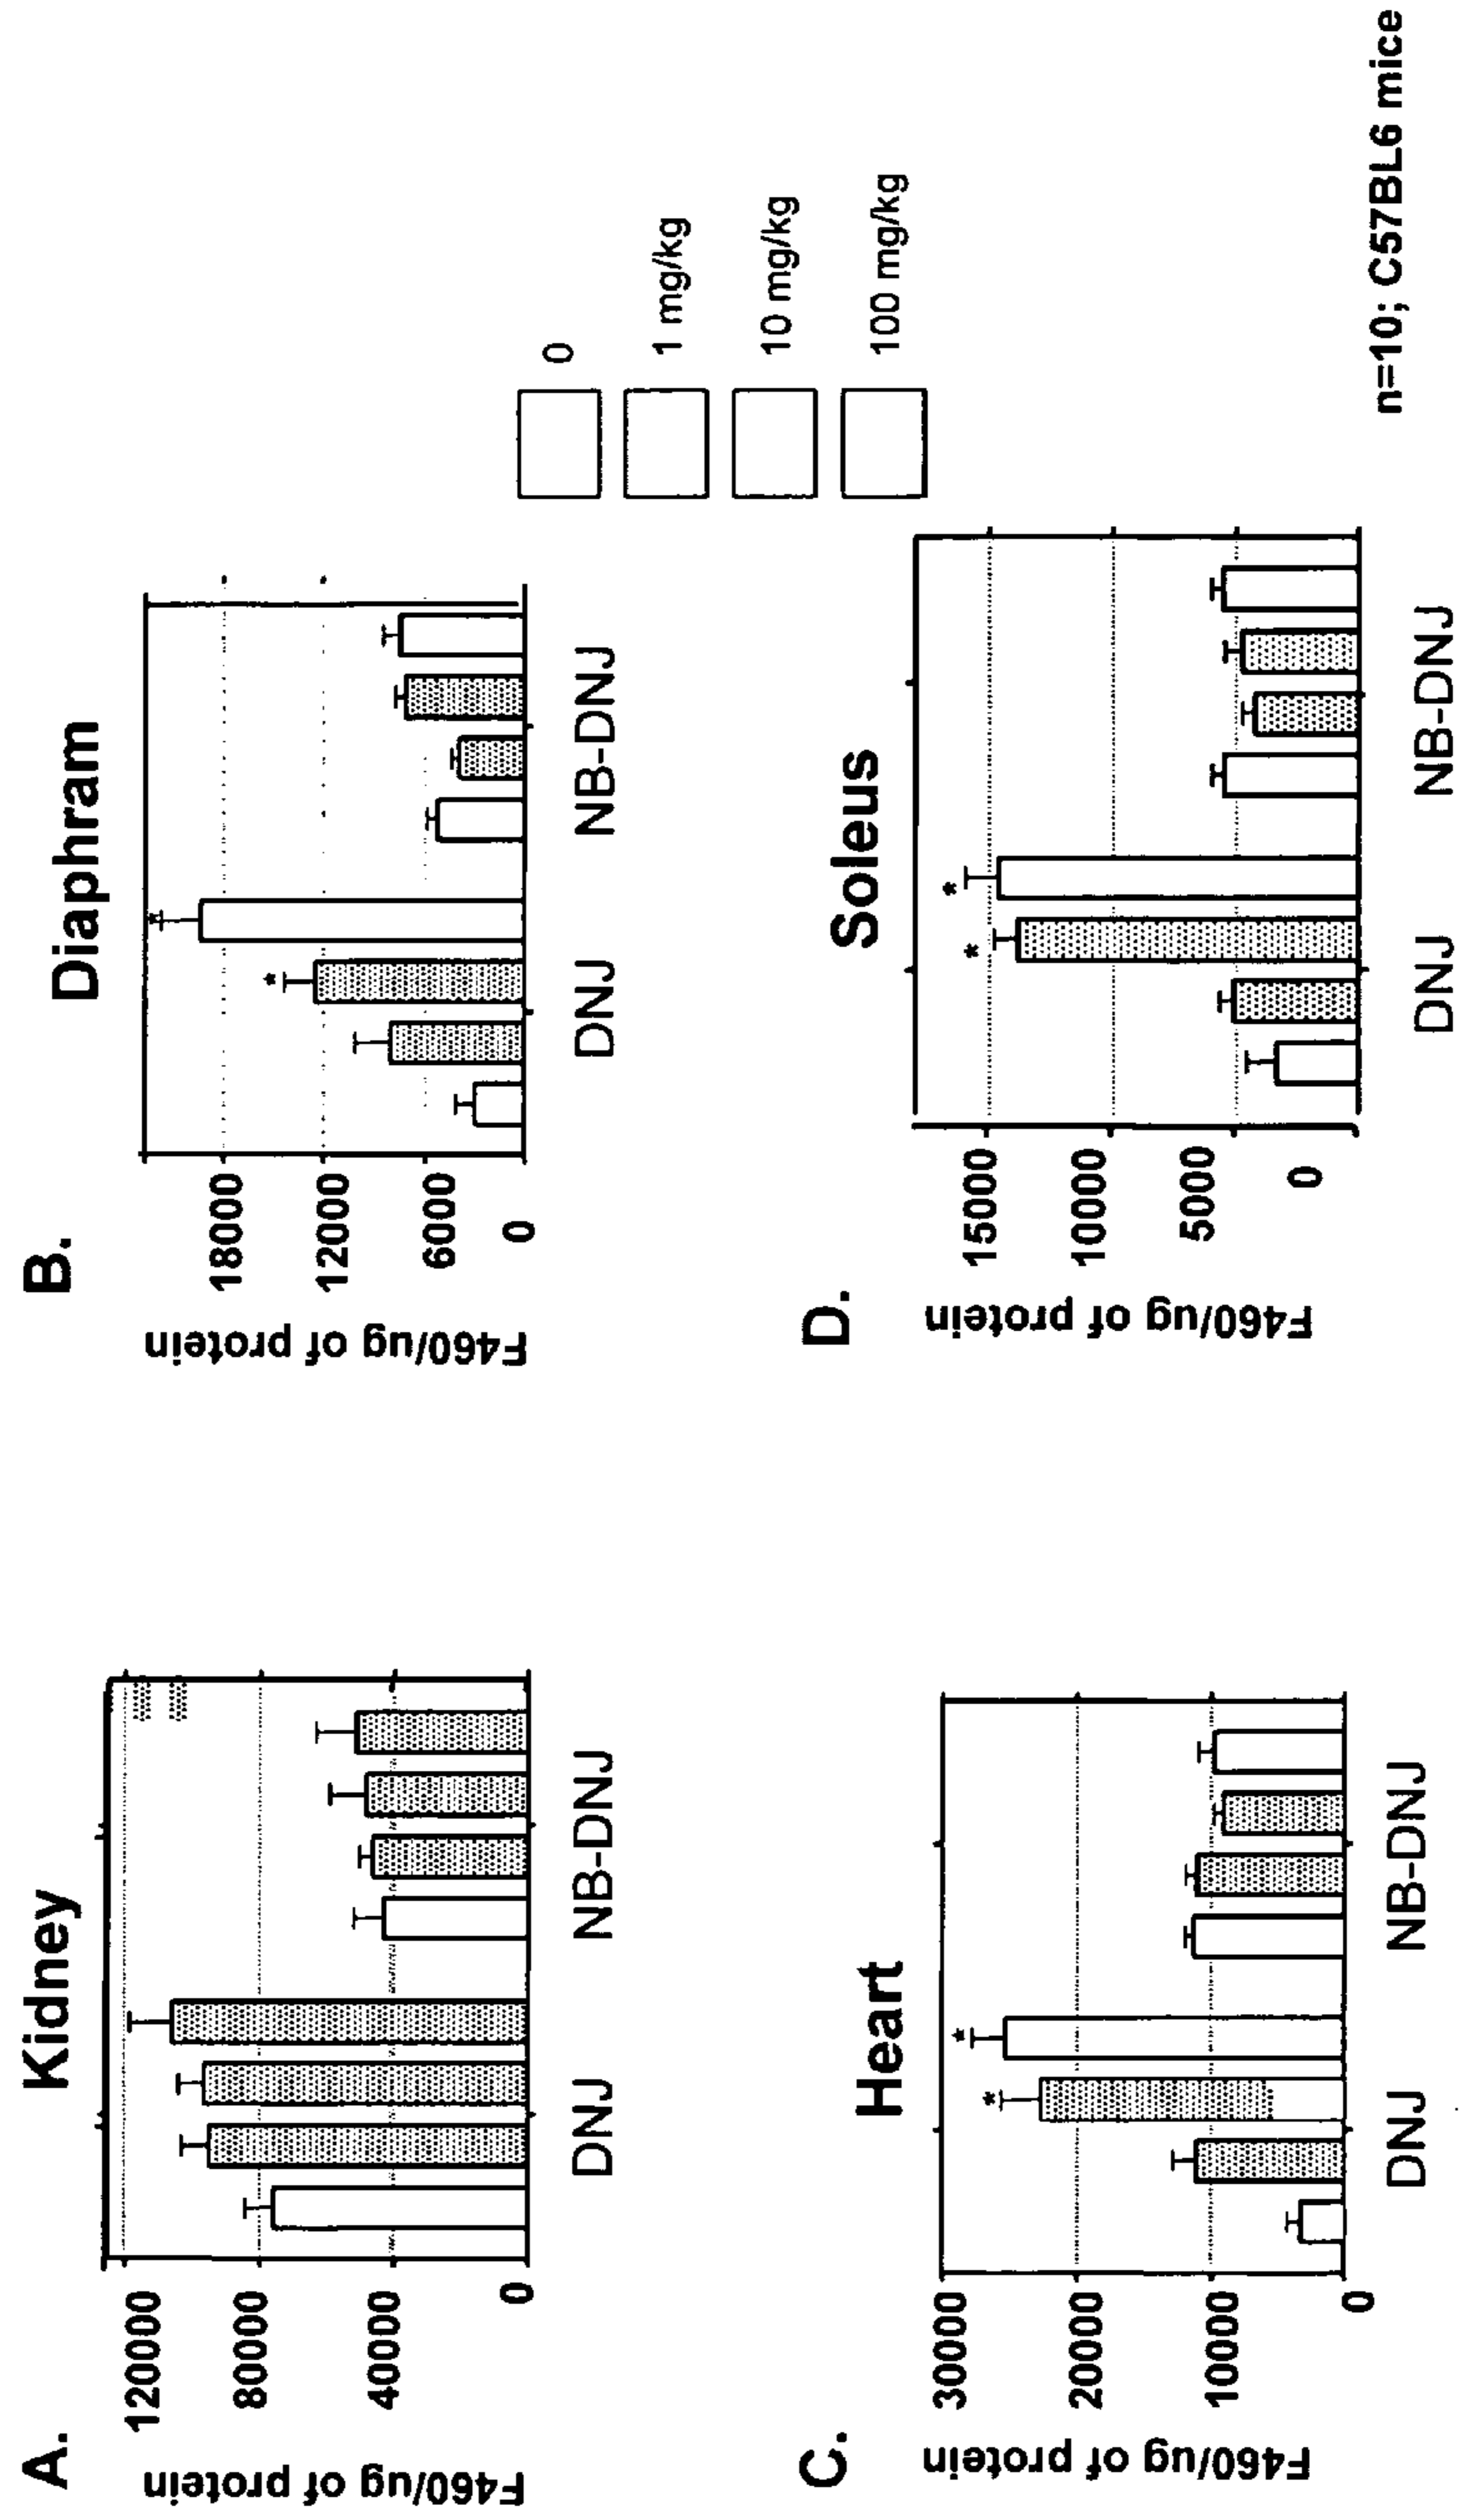 A.
Kidney
F460/ug of protein
120000
80000
40000
0
DNJ
NB-DNJ
B.
Diaphram
F460/ug of protein
18000
12000
6000
0
DNJ
NB-DNJ
*
0
1 mg/kg
10 mg/kg
100 mg/kg
C.
Heart
F460/ug of protein
30000
20000
10000
0
DNJ
NB-DNJ
*
*
D.
Soleus
F460/ug of protein
15000
10000
5000
0
DNJ
NB-DNJ
*
*
n=10; C57BL6 mice